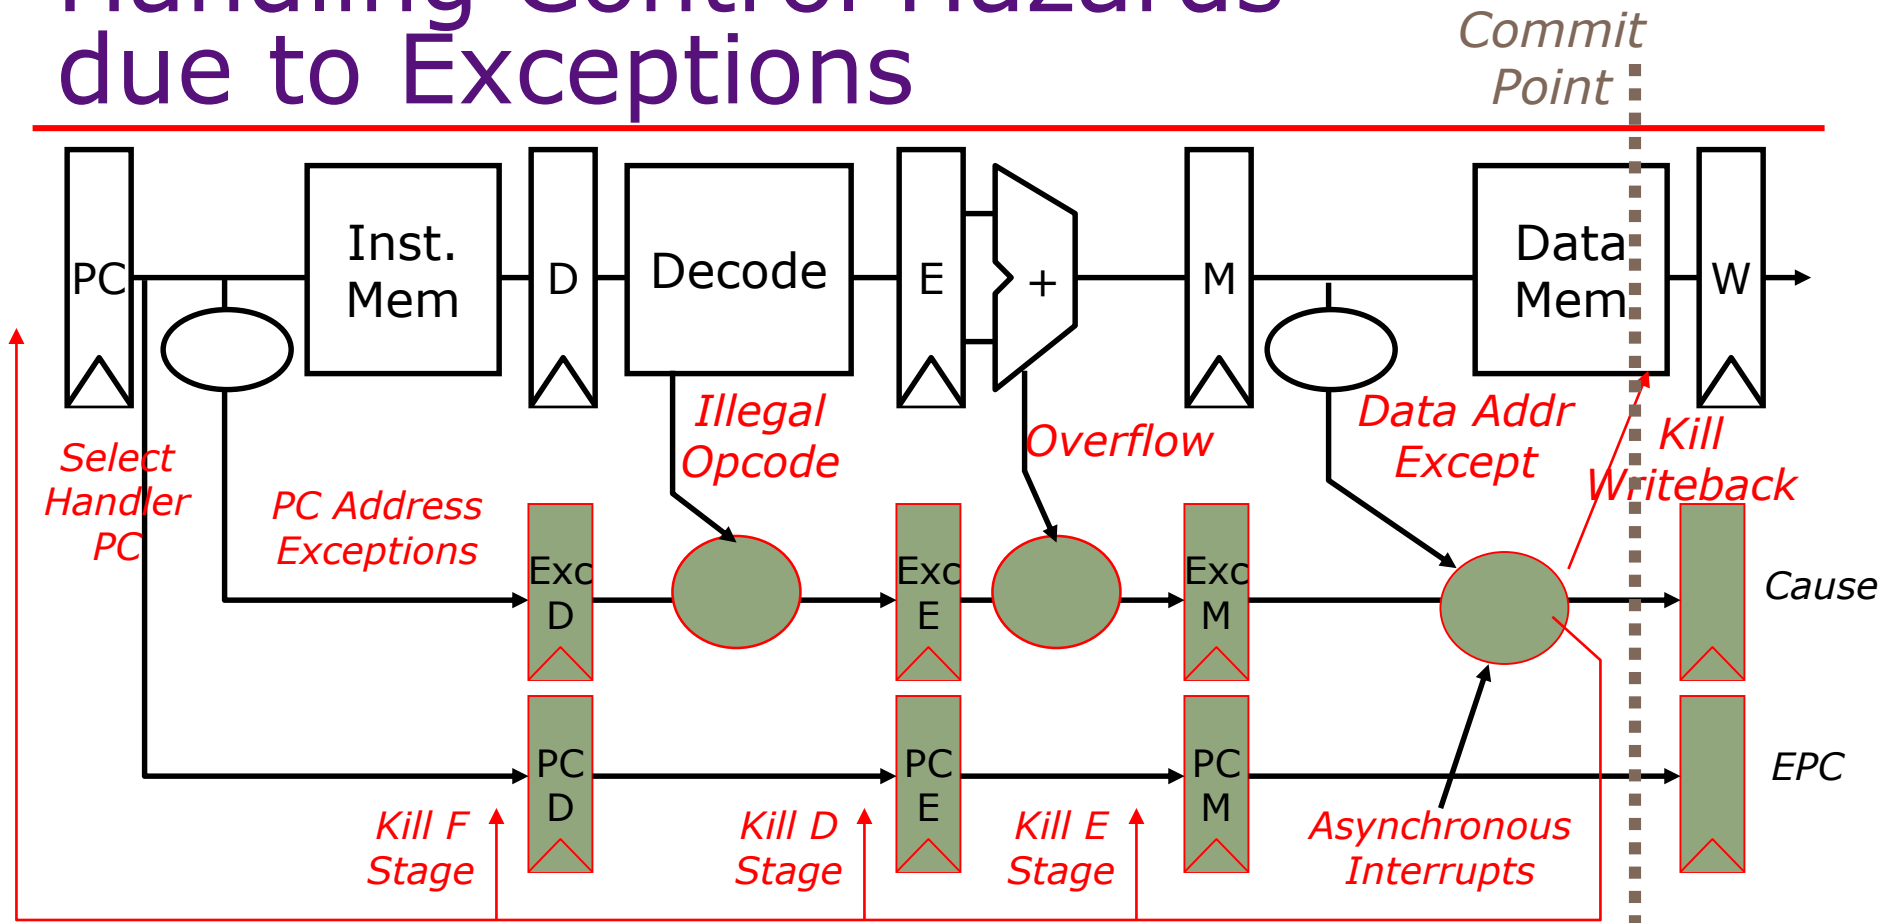 Handling Control Hazards
due to Exceptions
Commit
Point
PC
Inst.
Mem
D
Decode
E
+
M
Data
Mem
W
Select
Handler
PC
PC Address
Exceptions
Illegal
Opcode
Overflow
Data Addr
Except
Kill
Writeback
Exc
D
Exc
E
Exc
M
Cause
PC
D
PC
E
PC
M
EPC
Kill F
Stage
Kill D
Stage
Kill E
Stage
Asynchronous
Interrupts